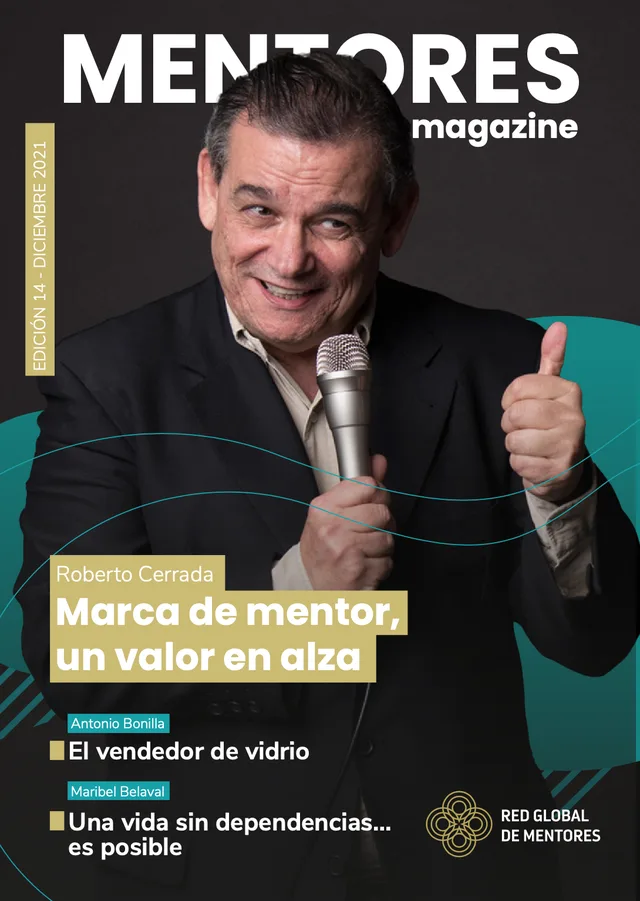 MENTORES
magazine
EDICIÓN 14 - DICIEMBRE 2021
Roberto Cerrada
Marca de mentor,
un valor en alza
Antonio Bonilla
El vendedor de vidrio
Maribel Belaval
Una vida sin dependencias...
es posible
RED GLOBAL
DE MENTORES